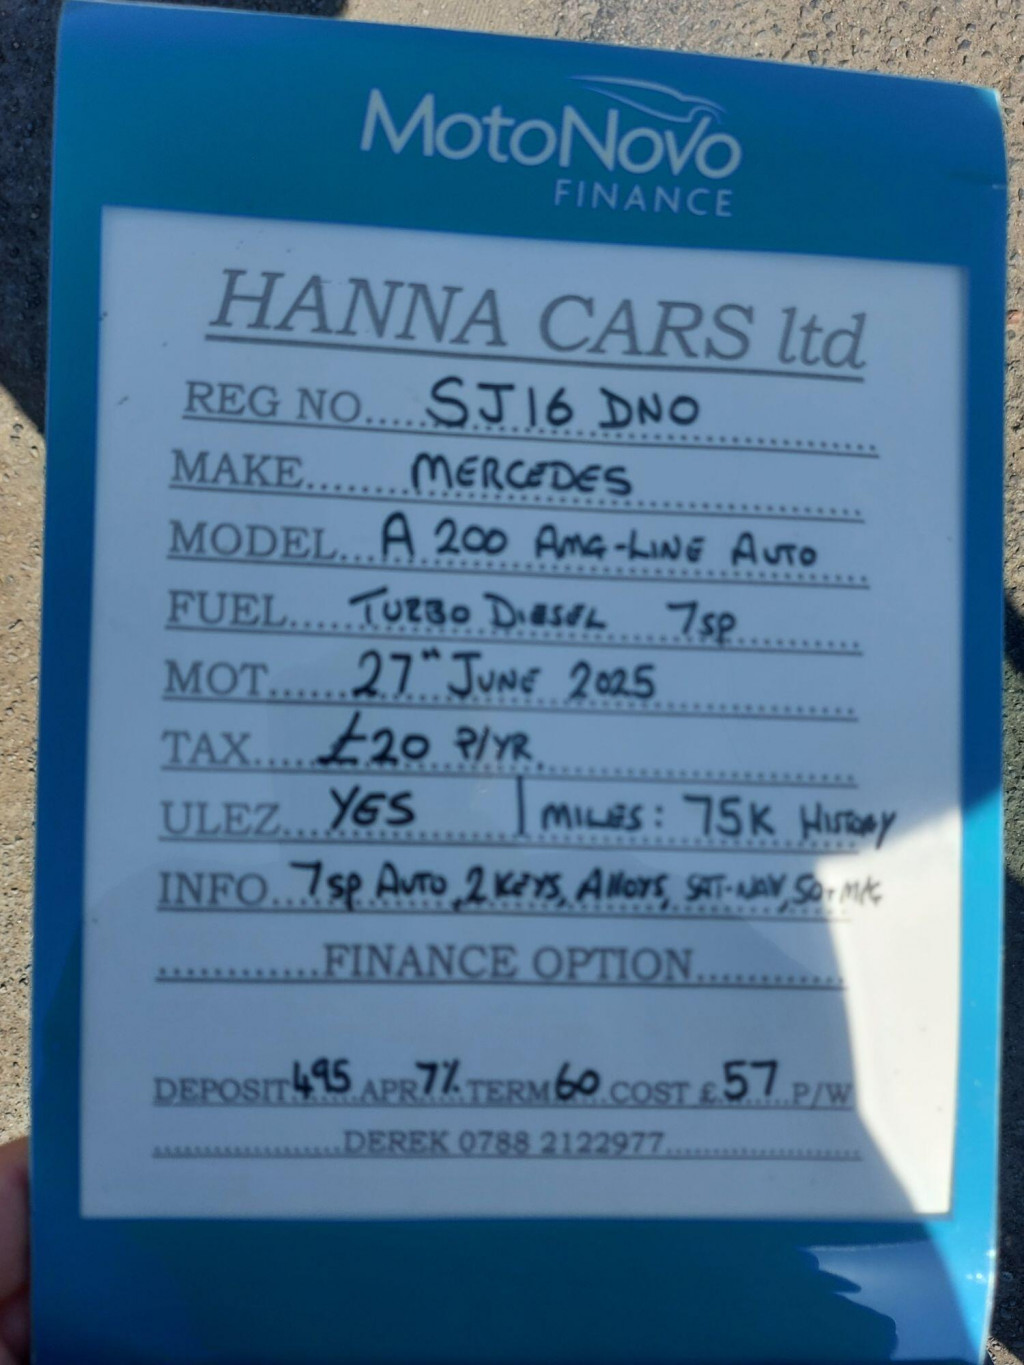 MotoNovo
FINANCE
HANNA CARS ltd
REG NO.....SJ16 DNO
MAKE........MERCEDES
MODEL...A 200 AMG-LINE AUTO
FUEL.....TURBO DIESEL 7sp
MOT......27TH JUNE 2025
TAX.....£20 P/YR.
ULEZ....YES | MILES: 75K HISTORY
INFO..7sp AUTO, 2 KEYS, Alloys, SAT-NAV, 50+ M/G
............FINANCE OPTION...........
DEPOSIT 495 APR 7% TERM 60 COST £.57 P/W
................DEREK 0788 2122977................